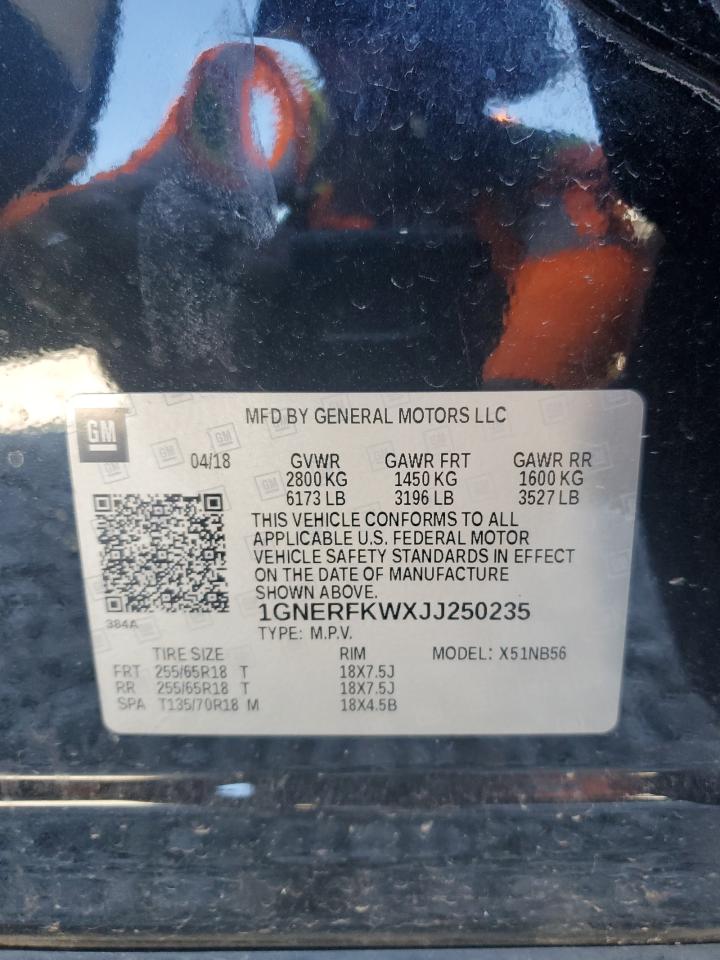 GM
MFD BY GENERAL MOTORS LLC
04/18 GVWR GAWR FRT GAWR RR
2800 KG 1450 KG 1600 KG
6173 LB 3196 LB 3527 LB
THIS VEHICLE CONFORMS TO ALL
APPLICABLE U.S. FEDERAL MOTOR
VEHICLE SAFETY STANDARDS IN EFFECT
ON THE DATE OF MANUFACTURE
SHOWN ABOVE.
384A
1GNERFKWXJJ250235
TYPE: M.P.V.
TIRE SIZE RIM MODEL: X51NB56
FRT 255/65R18 T 18X7.5J
RR 255/65R18 T 18X7.5J
SPA T135/70R18 M 18X4.5B